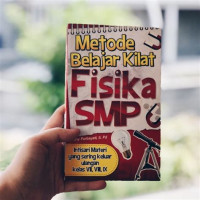 Metode
Belajar Kilat
Fisika
SMP
Intisari Materi
yang sering keluar
ulangan
kelas VII, VIII, IX